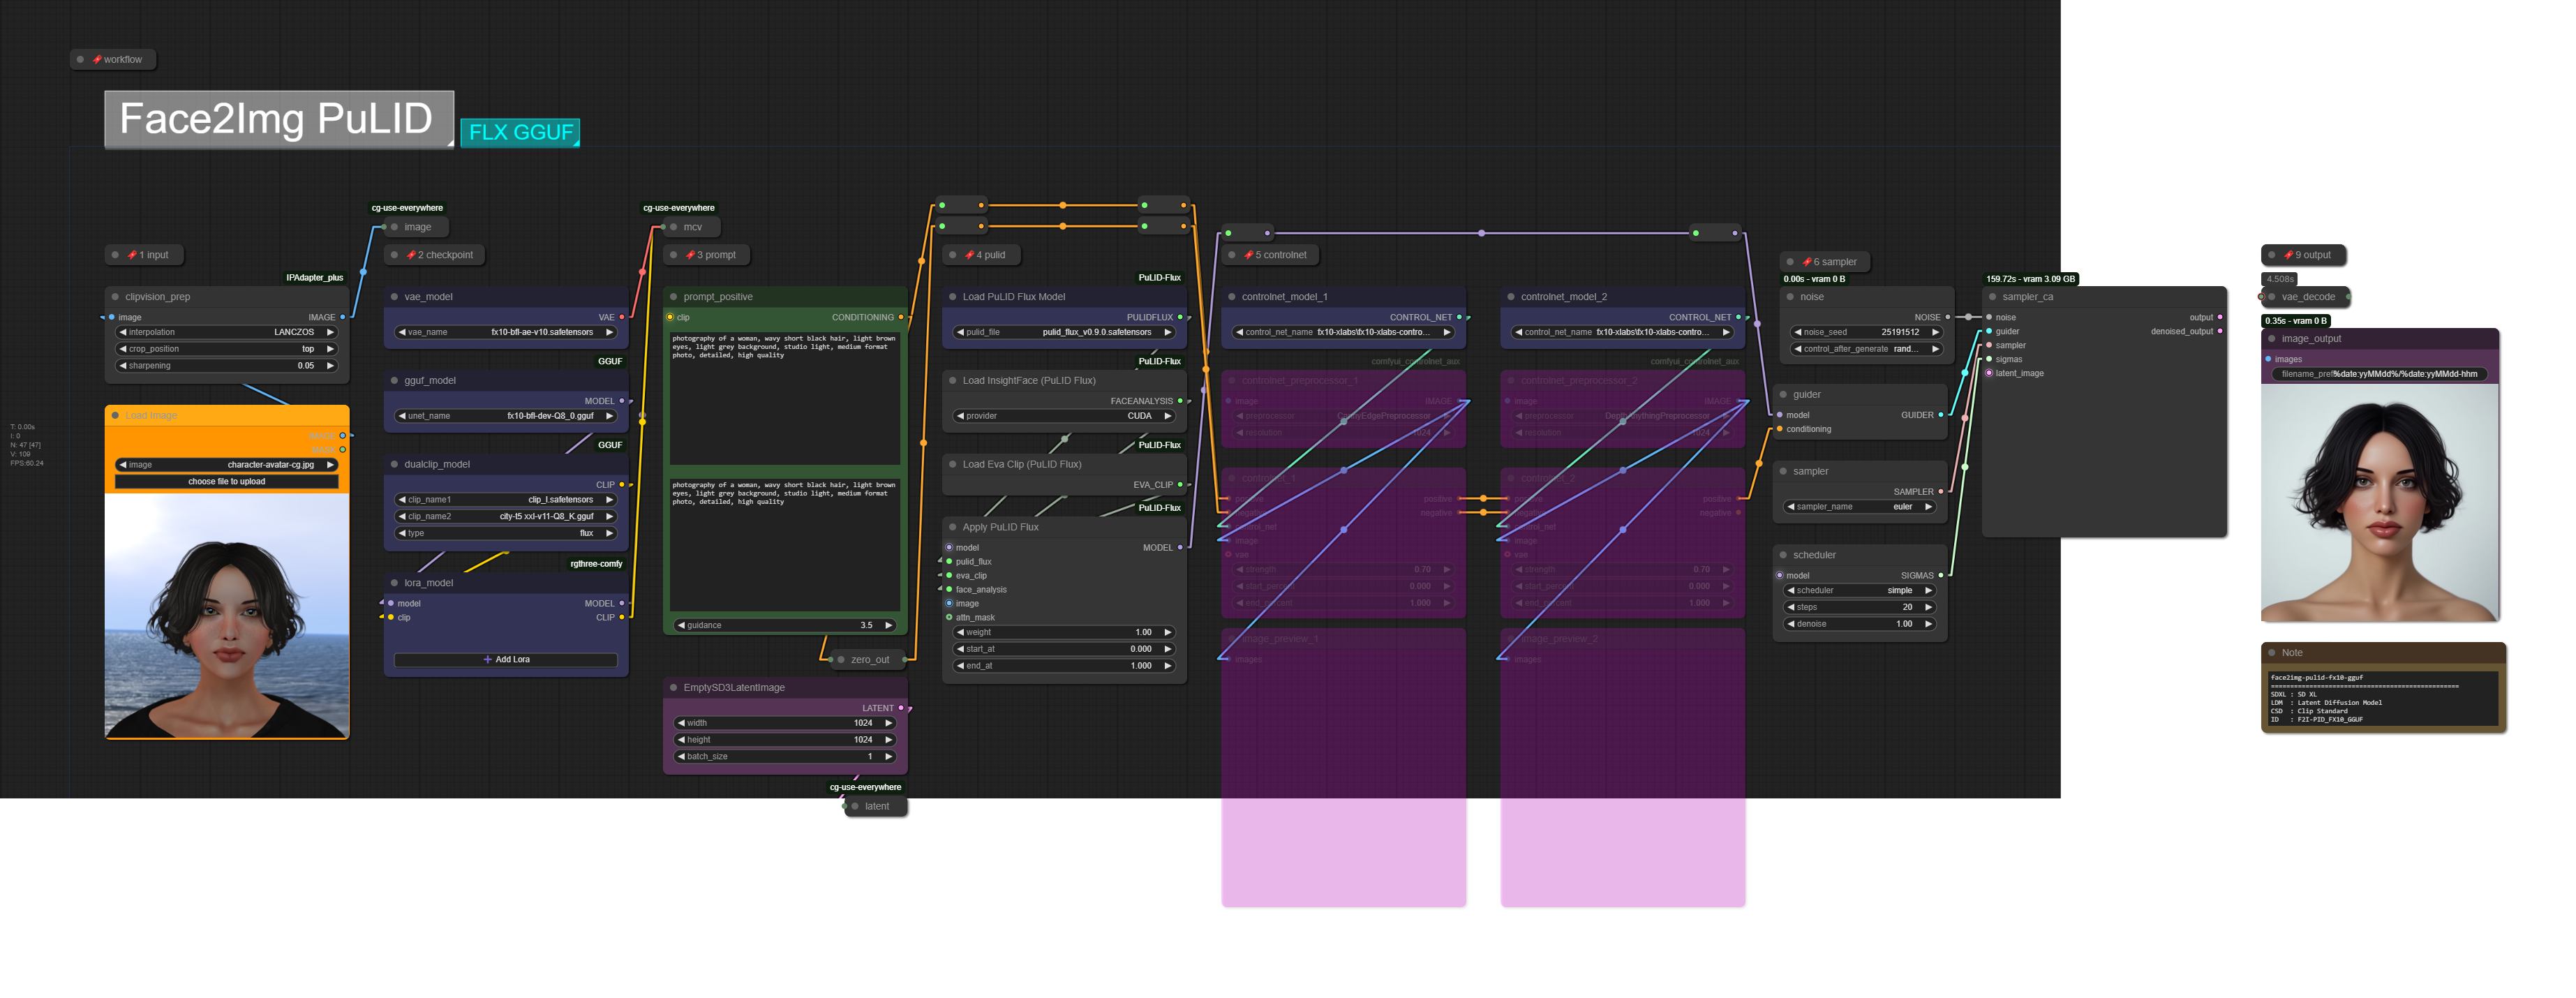 workflow
Face2Img PuLID
FLX GGUF
cg-use-everywhere
image
1 input
2 checkpoint
IPAdapter_plus
clipvision_prep
image
IMAGE
interpolation
LANCZOS
crop_position
top
sharpening
0.05
Load Image
IMAGE
MASK
image
character-avatar-cg.jpg
choose file to upload
T: 0.00s
I: 0
N: 47 [47]
V: 109
FPS:60.24
vae_model
VAE
vae_name
fx10-bfl-ae-v10.safetensors
GGUF
gguf_model
MODEL
unet_name
fx10-bfl-dev-Q8_0.gguf
GGUF
dualclip_model
CLIP
clip_name1
clip_l.safetensors
clip_name2
city-t5 xxl-v11-Q8_K.gguf
type
flux
rgthree-comfy
lora_model
model
MODEL
clip
CLIP
Add Lora
cg-use-everywhere
mcv
3 prompt
prompt_positive
clip
CONDITIONING
photography of a woman, wavy short black hair, light brown
eyes, light grey background, studio light, medium format
photo, detailed, high quality
photography of a woman, wavy short black hair, light brown
eyes, light grey background, studio light, medium format
photo, detailed, high quality
guidance
3.5
zero_out
EmptySD3LatentImage
LATENT
width
1024
height
1024
batch_size
1
cg-use-everywhere
latent
4 pulid
PuLID-Flux
Load PuLID Flux Model
PULIDFLUX
pulid_file
pulid_flux_v0.9.0.safetensors
PuLID-Flux
Load InsightFace (PuLID Flux)
FACEANALYSIS
provider
CUDA
PuLID-Flux
Load Eva Clip (PuLID Flux)
EVA_CLIP
PuLID-Flux
Apply PuLID Flux
model
MODEL
pulid_flux
eva_clip
face_analysis
image
attn_mask
weight
1.00
start_at
0.000
end_at
1.000
5 controlnet
controlnet_model_1
CONTROL_NET
control_net_name
fx10-xlabs\fx10-xlabs-contro...
comfyui_controlnet_aux
controlnet_preprocessor_1
image
IMAGE
preprocessor
CannyEdgePreprocessor
resolution
1024
positive
positive
negative
negative
image
vae
strength
0.70
start_percent
0.000
end_percent
1.000
image_preview_1
images
controlnet_model_2
CONTROL_NET
control_net_name
fx10-xlabs\fx10-xlabs-contro...
comfyui_controlnet_aux
controlnet_preprocessor_2
image
IMAGE
preprocessor
DepthAnythingPreprocessor
resolution
1024
positive
positive
negative
negative
image
vae
strength
0.70
start_percent
0.000
end_percent
1.000
image_preview_2
images
6 sampler
0.00s - vram 0 B
noise
NOISE
noise_seed
25191512
control_after_generate
rand...
guider
model
GUIDER
conditioning
sampler
SAMPLER
sampler_name
euler
scheduler
model
SIGMAS
scheduler
simple
steps
20
denoise
1.00
159.72s - vram 3.09 GB
sampler_ca
noise
output
guider
denoised_output
sampler
sigmas
latent_image
9 output
4.508s
vae_decode
0.35s - vram 0 B
image_output
images
filename_pref%date:yyMMdd%/%date:yyMMdd-hhm
Note
face2img-pulid-fx10-gguf
==================================================
SDXL : SD XL
LDM : Latent Diffusion Model
CSD : Clip Standard
ID : F2I-PID_FX10_GGUF